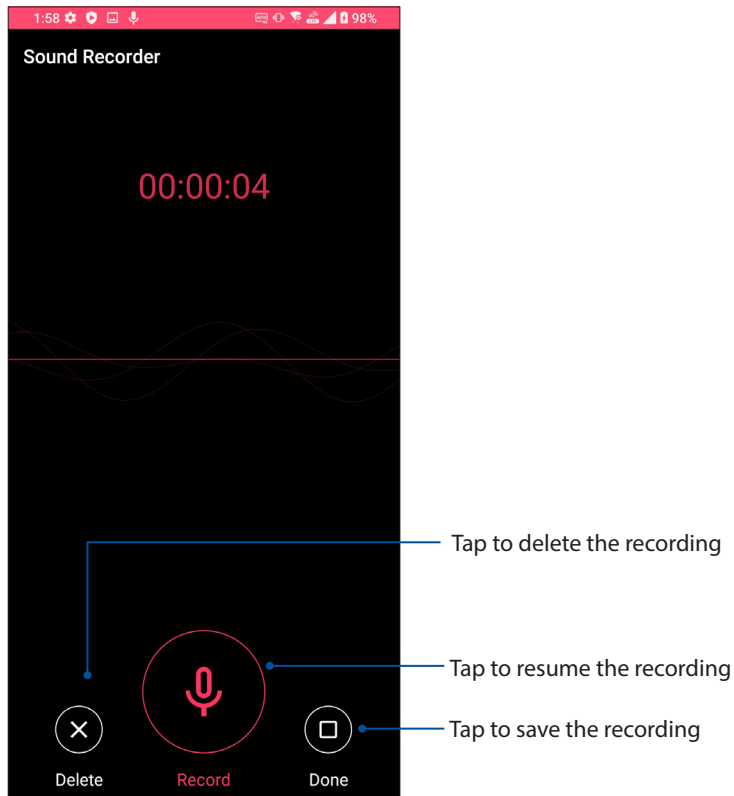 1:58 98%
Sound Recorder
00:00:04
Tap to delete the recording
Tap to resume the recording
Tap to save the recording
Delete Record Done